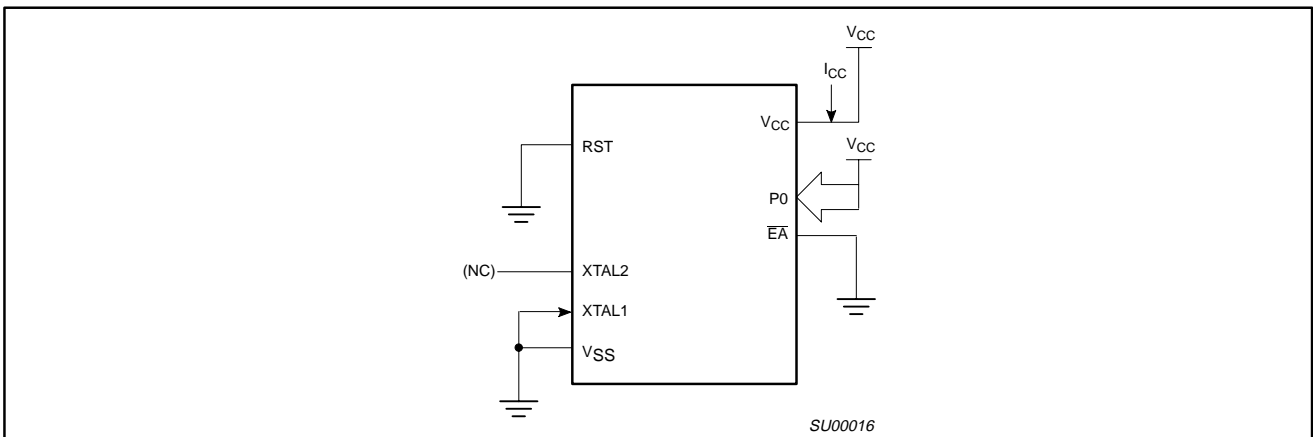 VCC
ICC
VCC
RST
VCC
P0
EA
(NC)
XTAL2
XTAL1
VSS
SU00016